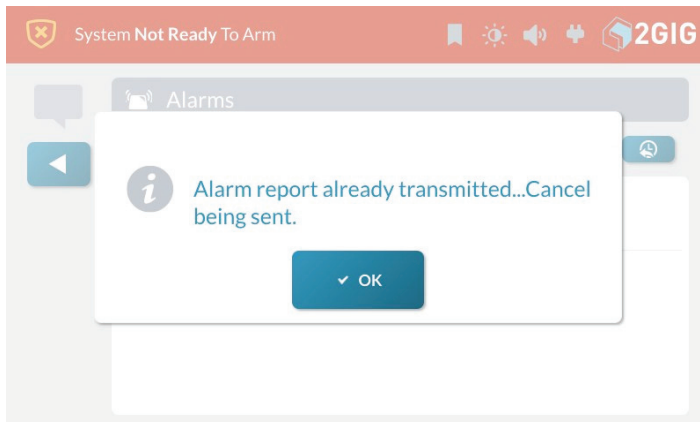 System Not Ready To Arm
2GIG
Alarms
Alarm report already transmitted...Cancel
being sent.
OK